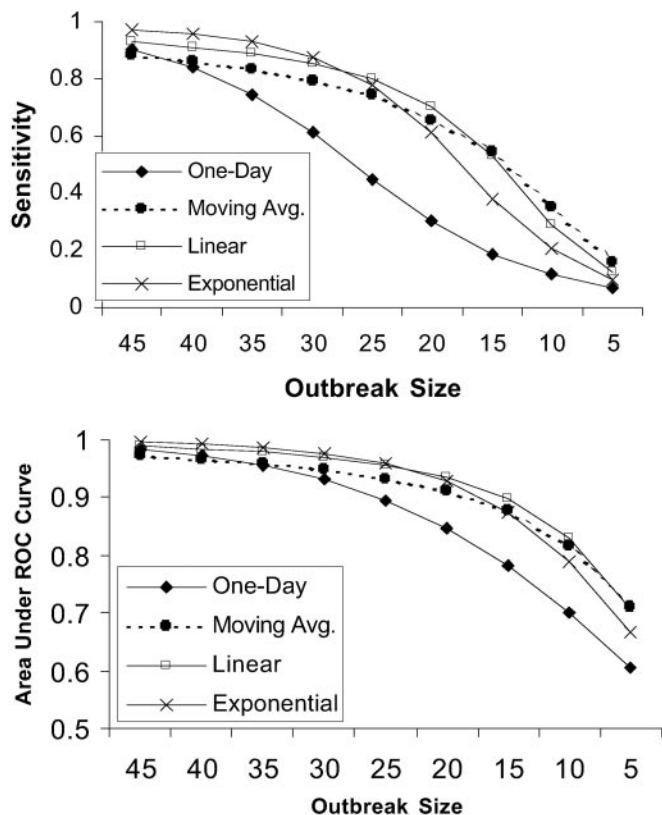 1
0.8
0.6
0.4
0.2
0
Sensitivity
One-Day
Moving Avg.
Linear
Exponential
45 40 35 30 25 20 15 10 5
Outbreak Size
1
0.9
0.8
0.7
0.6
0.5
Area Under ROC Curve
One-Day
Moving Avg.
Linear
Exponential
45 40 35 30 25 20 15 10 5
Outbreak Size